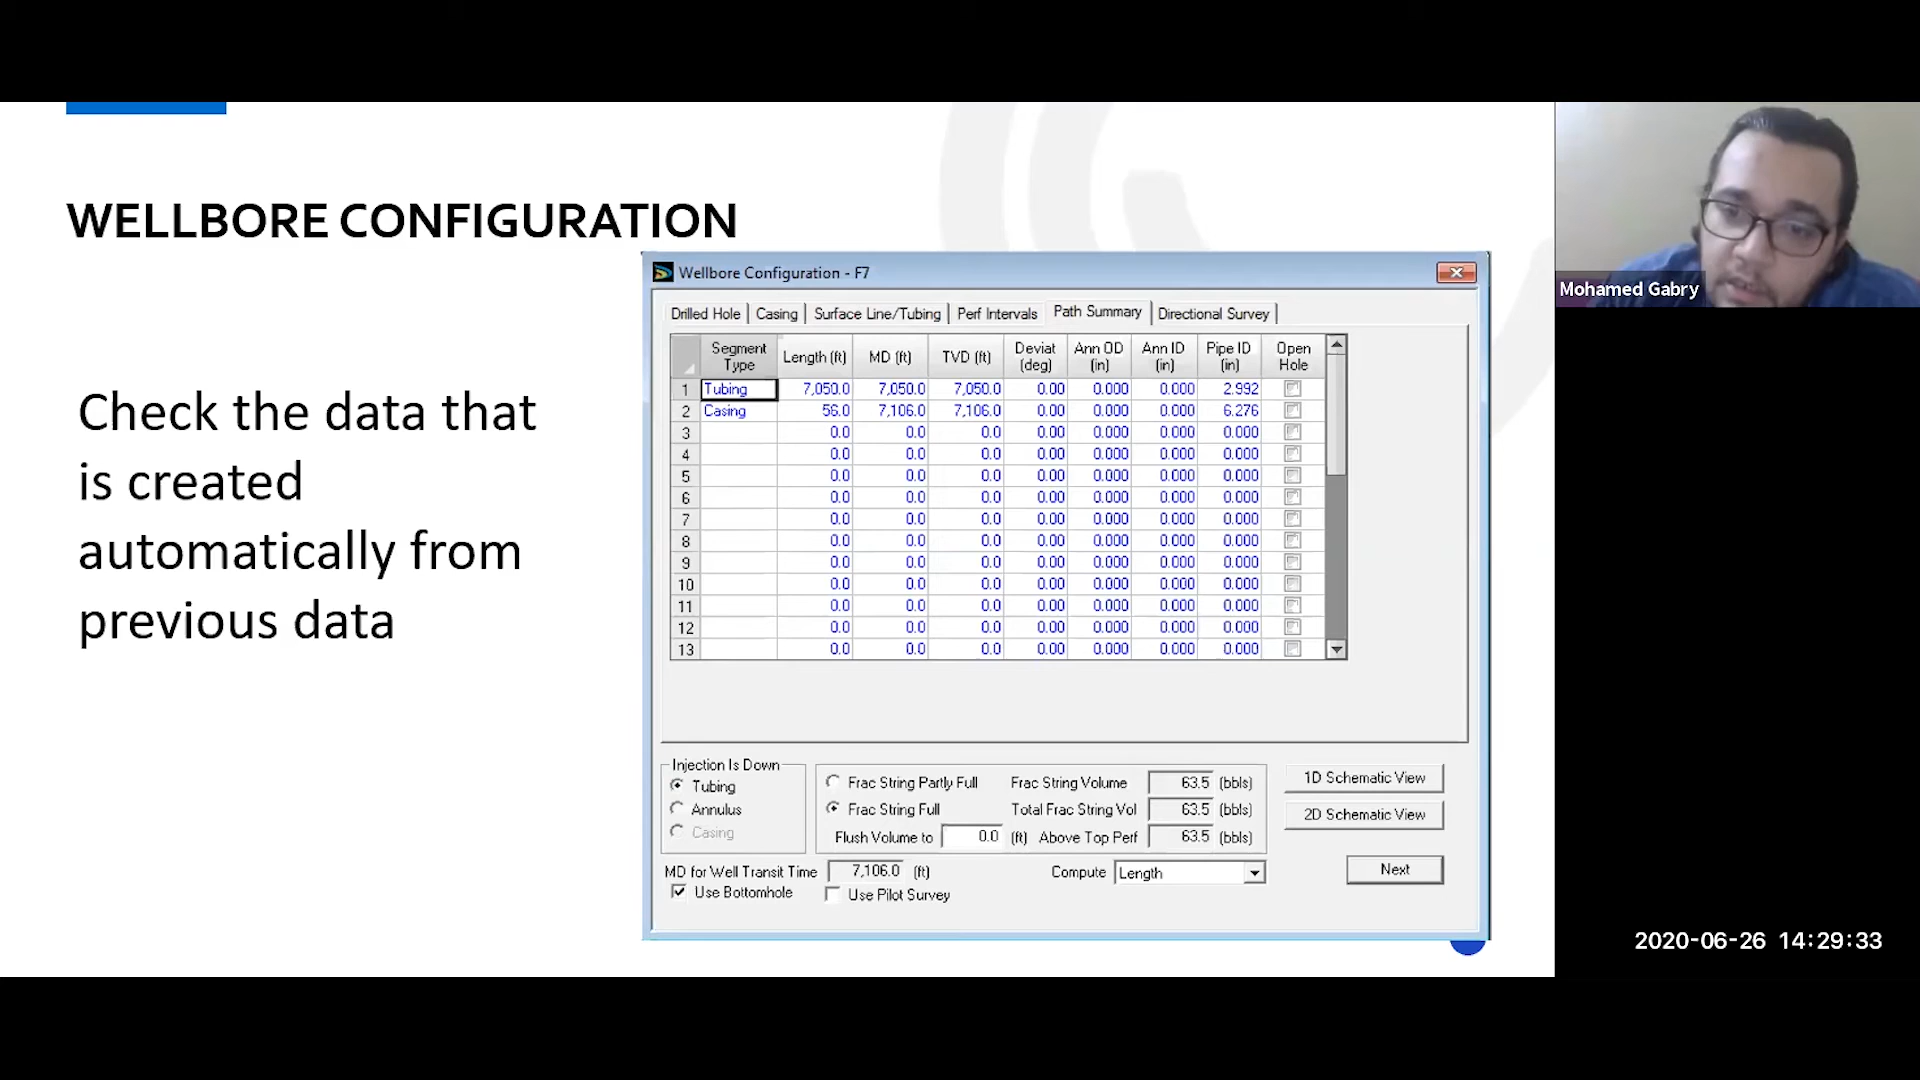 WELLBORE CONFIGURATION
Check the data that
is created
automatically from
previous data
Wellbore Configuration - F7
Drilled Hole Casing Surface Line/Tubing Perf Intervals Path Summary Directional Survey
Segment Type Length (ft) MD (ft) TVD (ft) Deviat (deg) Ann OD (in) Ann ID (in) Pipe ID (in) Open Hole
1 Tubing 7,050.0 7,050.0 7,050.0 0.00 0.000 0.000 2.992
2 Casing 56.0 7,106.0 7,106.0 0.00 0.000 0.000 6.276
3 0.0 0.0 0.0 0.00 0.000 0.000 0.000
4 0.0 0.0 0.0 0.00 0.000 0.000 0.000
5 0.0 0.0 0.0 0.00 0.000 0.000 0.000
6 0.0 0.0 0.0 0.00 0.000 0.000 0.000
7 0.0 0.0 0.0 0.00 0.000 0.000 0.000
8 0.0 0.0 0.0 0.00 0.000 0.000 0.000
9 0.0 0.0 0.0 0.00 0.000 0.000 0.000
10 0.0 0.0 0.0 0.00 0.000 0.000 0.000
11 0.0 0.0 0.0 0.00 0.000 0.000 0.000
12 0.0 0.0 0.0 0.00 0.000 0.000 0.000
13 0.0 0.0 0.0 0.00 0.000 0.000 0.000
Injection Is Down
Tubing
Annulus
Casing
Frac String Partly Full Frac String Volume 63.5 (bbls)
Frac String Full Total Frac String Vol 63.5 (bbls)
Flush Volume to 0.0 (ft) Above Top Perf 63.5 (bbls)
1D Schematic View
2D Schematic View
MD for Well Transit Time 7,106.0 (ft) Compute Length Next
Use Bottomhole Use Pilot Survey
Mohamed Gabry
2020-06-26 14:29:33